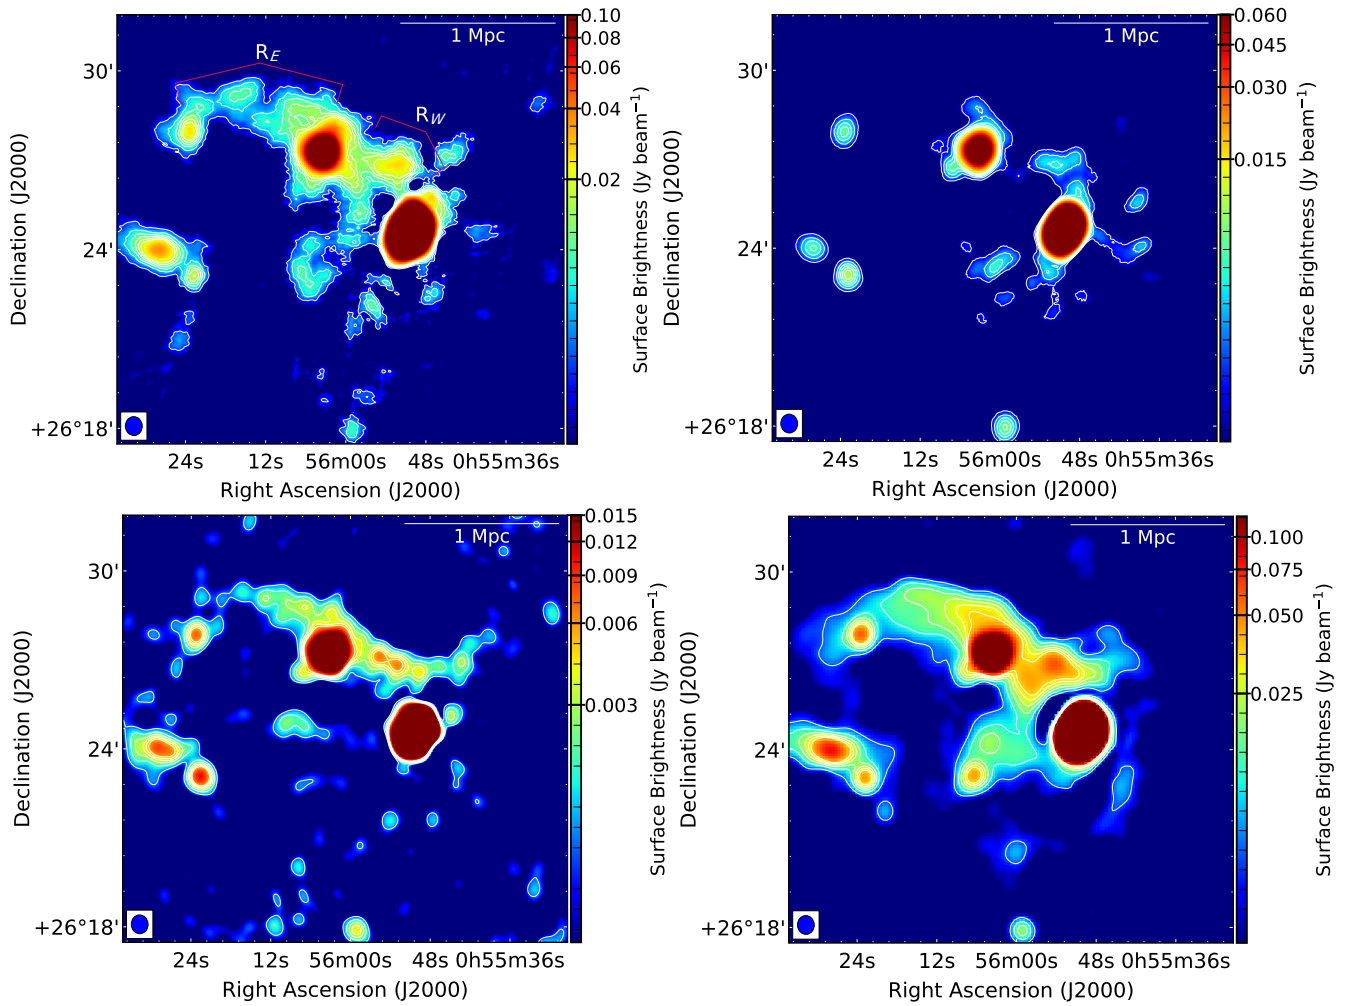 R_E
R_W
1 Mpc
30'
24'
+26°18'
24s 12s 56m00s 48s 0h55m36s
Right Ascension (J2000)
Declination (J2000)
0.10
0.08
0.06
0.04
0.02
Surface Brightness (Jy beam⁻¹)
1 Mpc
30'
24'
+26°18'
24s 12s 56m00s 48s 0h55m36s
Right Ascension (J2000)
Declination (J2000)
0.060
0.045
0.030
0.015
Surface Brightness (Jy beam⁻¹)
1 Mpc
30'
24'
+26°18'
24s 12s 56m00s 48s 0h55m36s
Right Ascension (J2000)
Declination (J2000)
0.015
0.012
0.009
0.006
0.003
Surface Brightness (Jy beam⁻¹)
1 Mpc
30'
24'
+26°18'
24s 12s 56m00s 48s 0h55m36s
Right Ascension (J2000)
Declination (J2000)
0.100
0.075
0.050
0.025
Surface Brightness (Jy beam⁻¹)